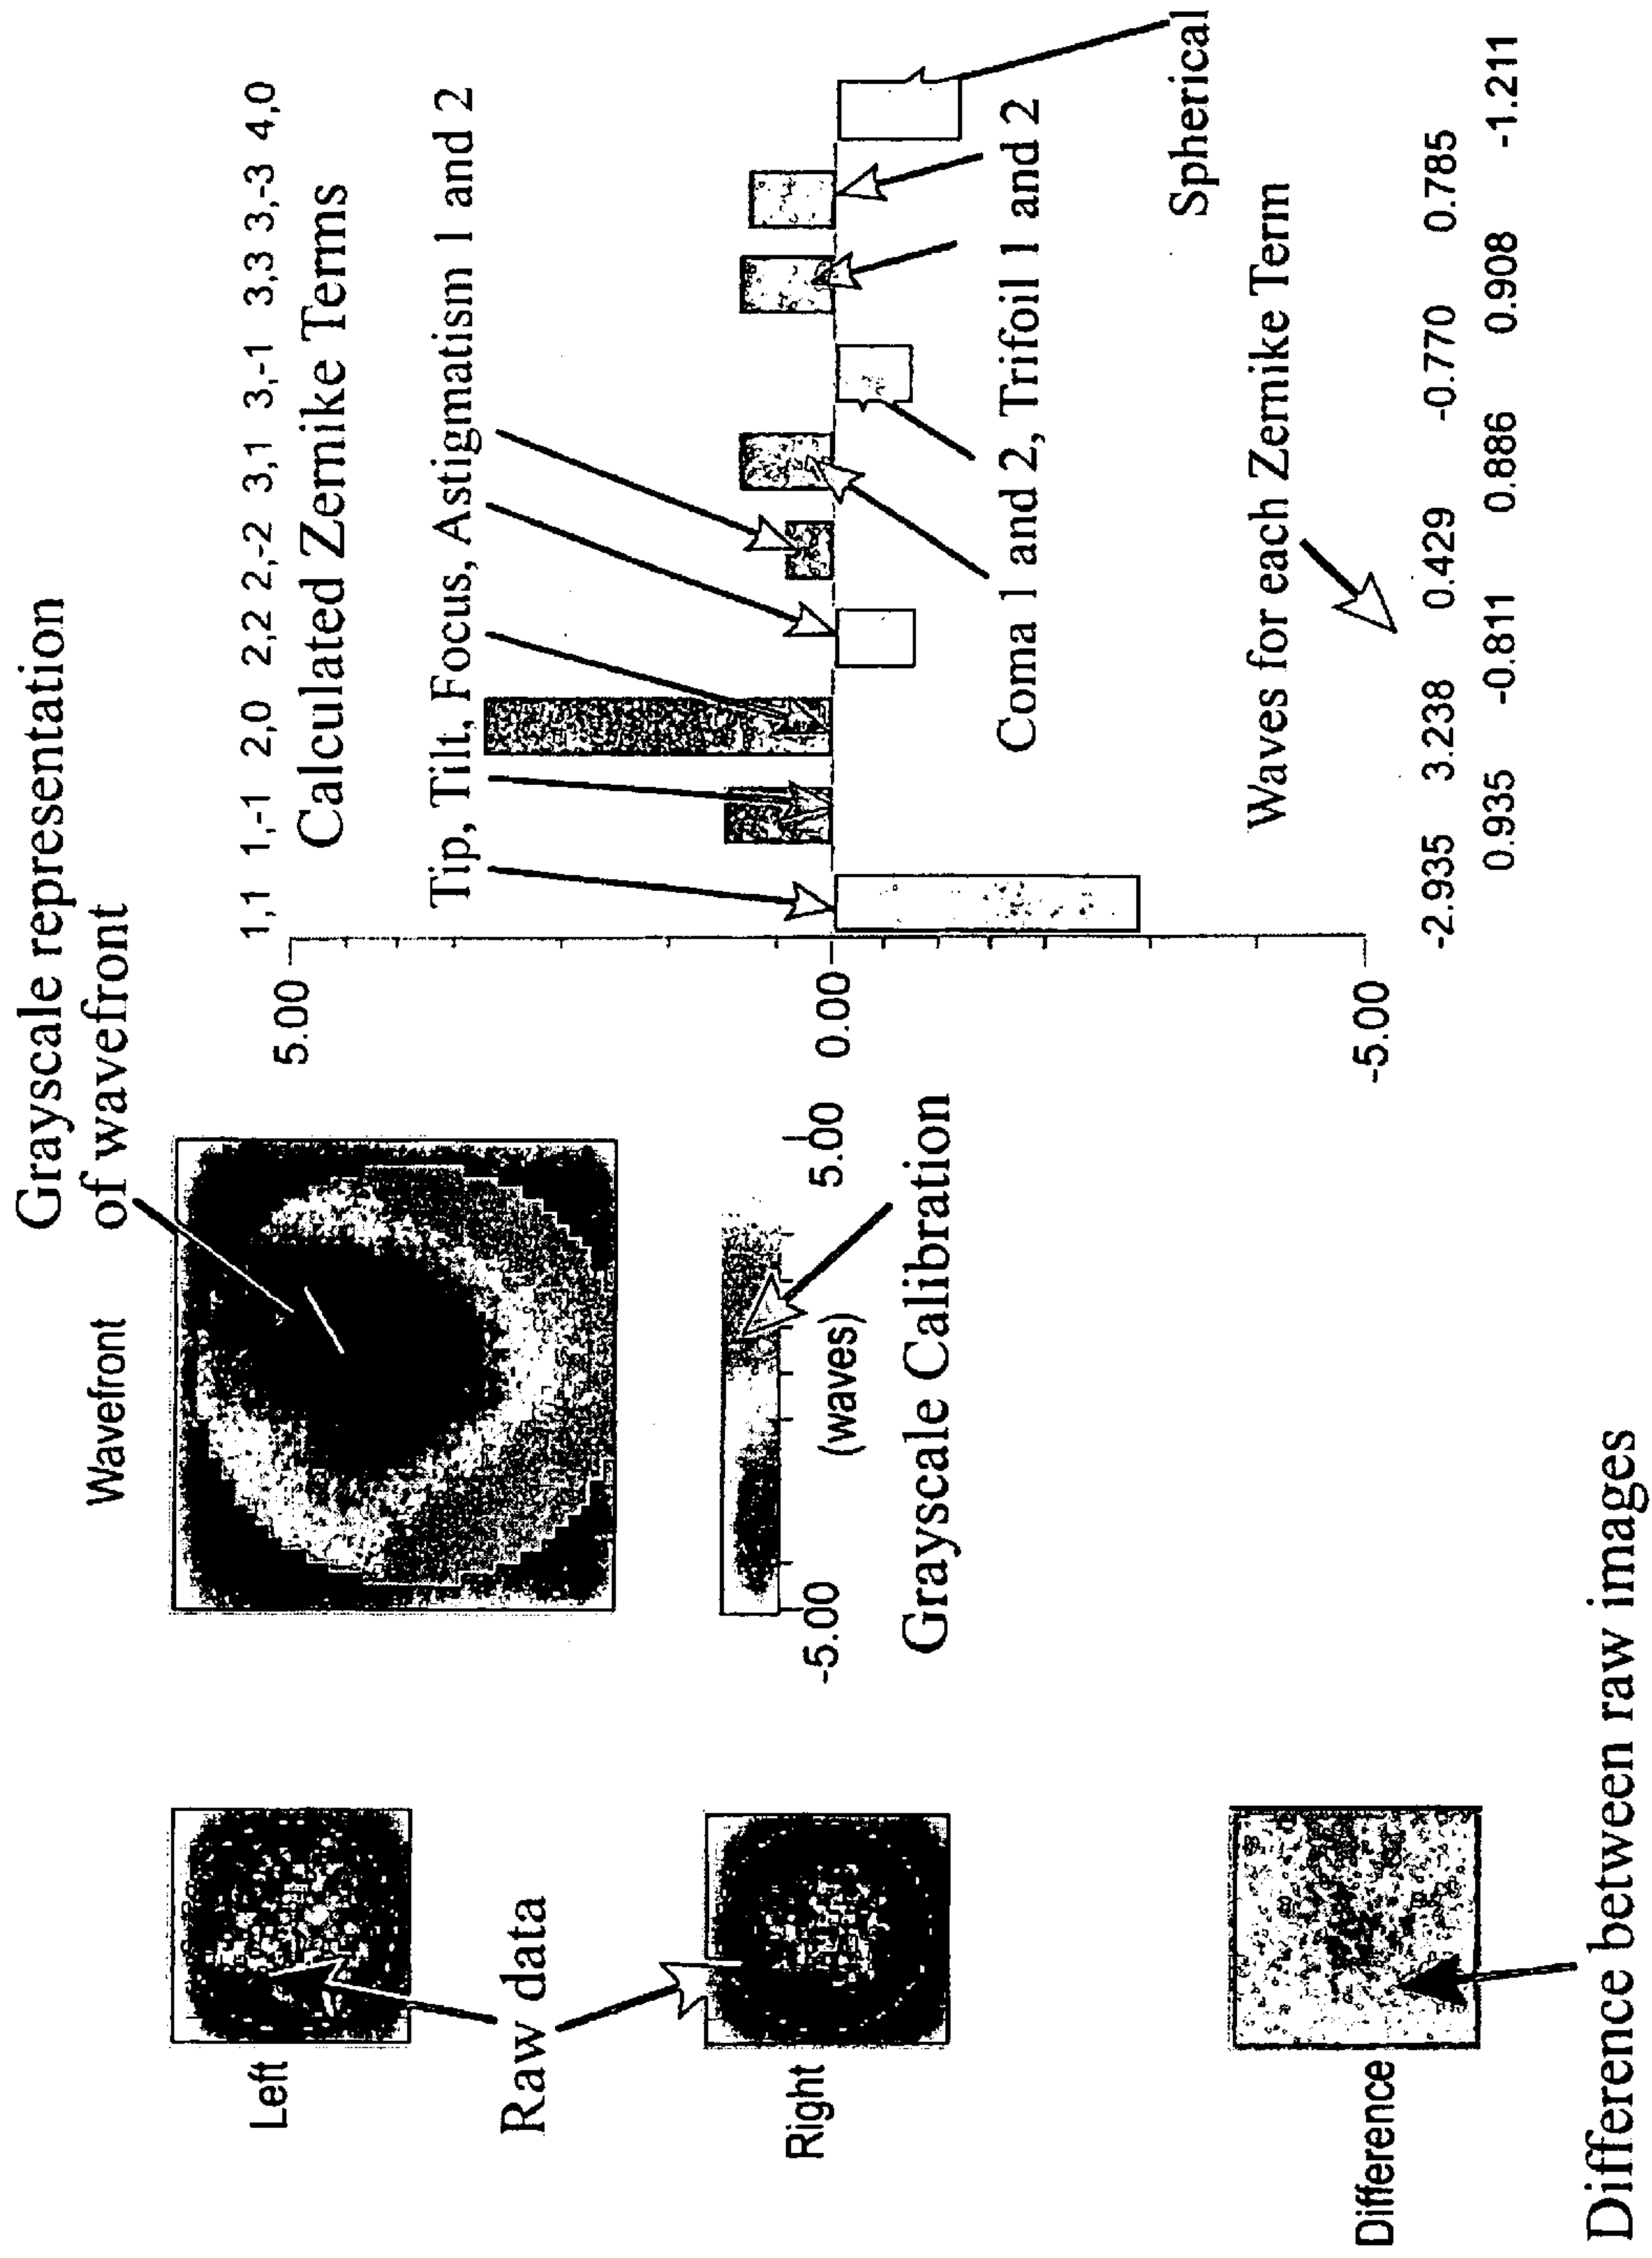 Left
Raw data
Right
Difference
Difference between raw images
Grayscale representation
of wavefront
Wavefront
-5.00
5.00
(waves)
Grayscale Calibration
1,1 1,-1 2,0 2,2 2,-2 3,1 3,-1 3,3 3,-3 4,0
Calculated Zernike Terms
5.00
Tip, Tilt, Focus, Astigmatism 1 and 2
0.00
Coma 1 and 2, Trifoil 1 and 2
Spherical
-5.00
Waves for each Zernike Term
-2.935 3.238 0.429 -0.770 0.785
0.935 -0.811 0.886 0.908 -1.211